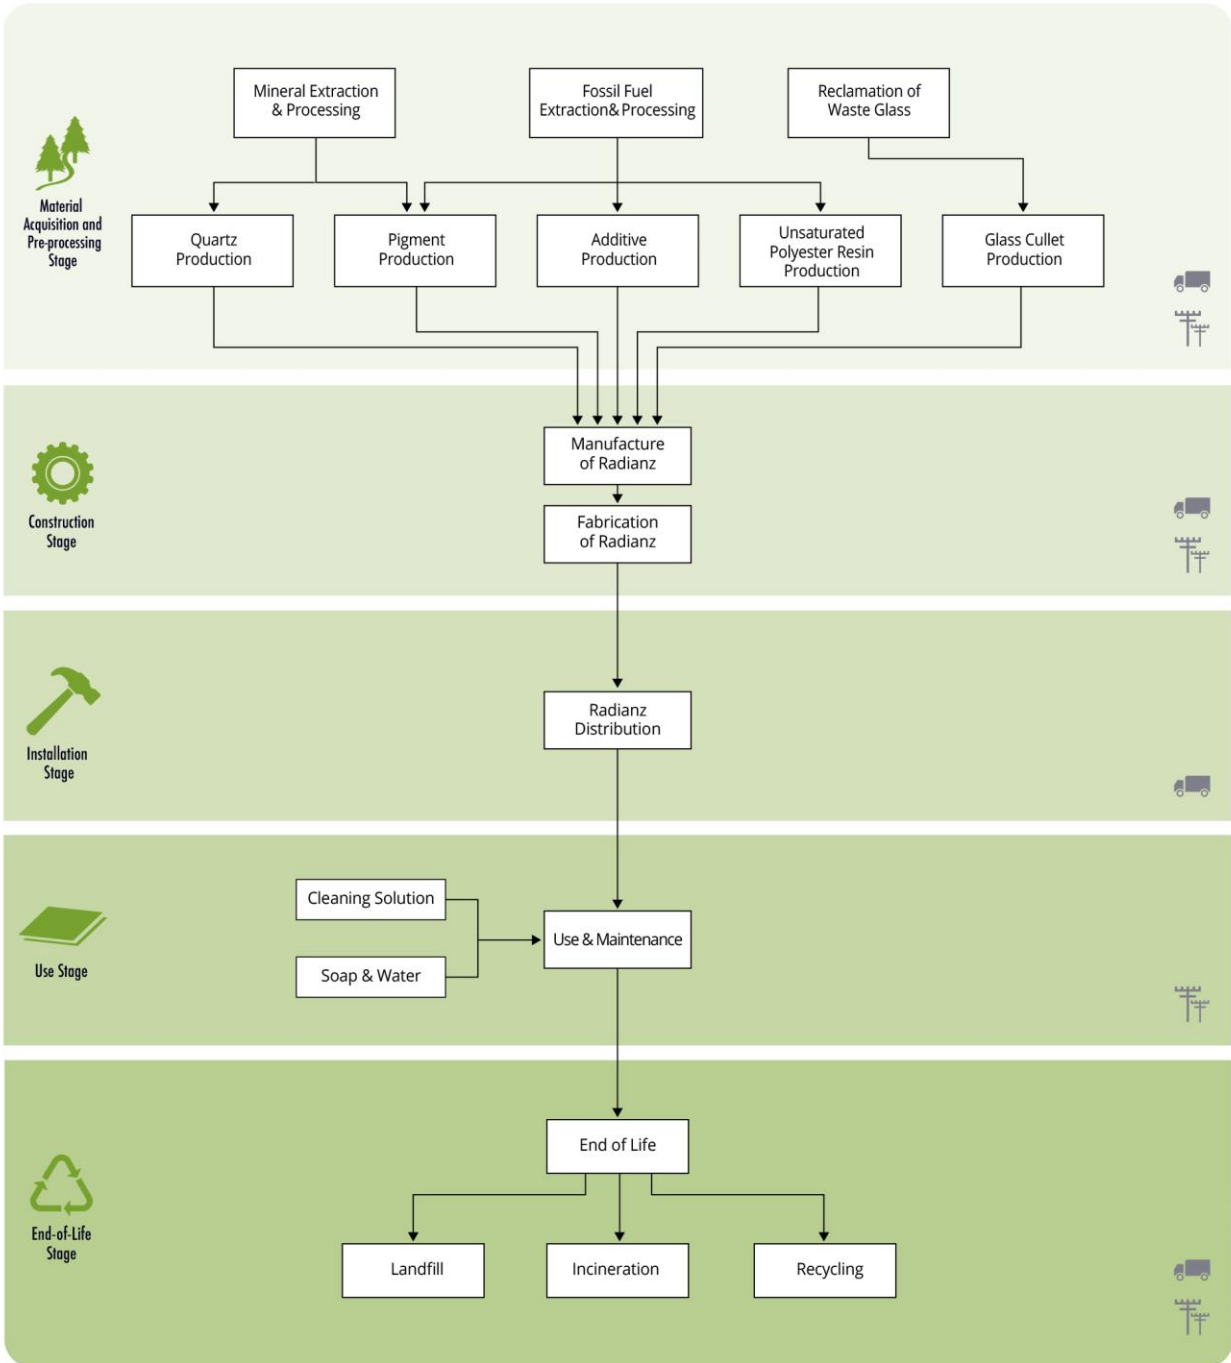 Mineral Extraction
& Processing
Fossil Fuel
Extraction& Processing
Reclamation of
Waste Glass
Material
Acquisition and
Pre-processing
Stage
Quartz
Production
Pigment
Production
Additive
Production
Unsaturated
Polyester Resin
Production
Glass Cullet
Production
Construction
Stage
Manufacture
of Radianz
Fabrication
of Radianz
Installation
Stage
Radianz
Distribution
Use Stage
Cleaning Solution
Soap & Water
Use & Maintenance
End-of-Life
Stage
End of Life
Landfill
Incineration
Recycling